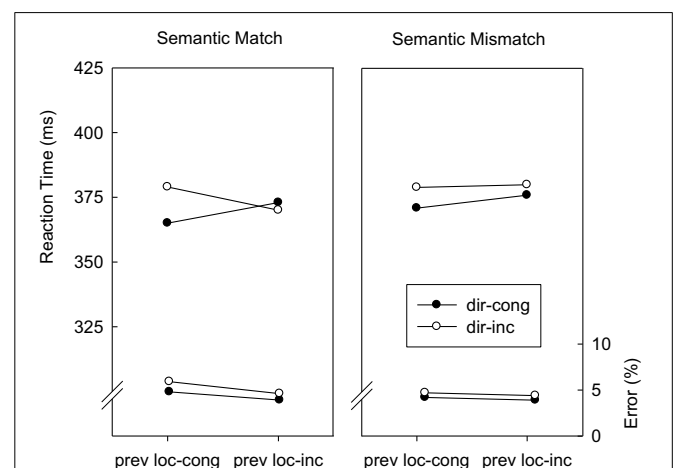 Semantic Match
Semantic Mismatch
Reaction Time (ms)
425
400
375
350
325
dir-cong
dir-inc
10
5
0
Error (%)
prev loc-cong prev loc-inc
prev loc-cong prev loc-inc